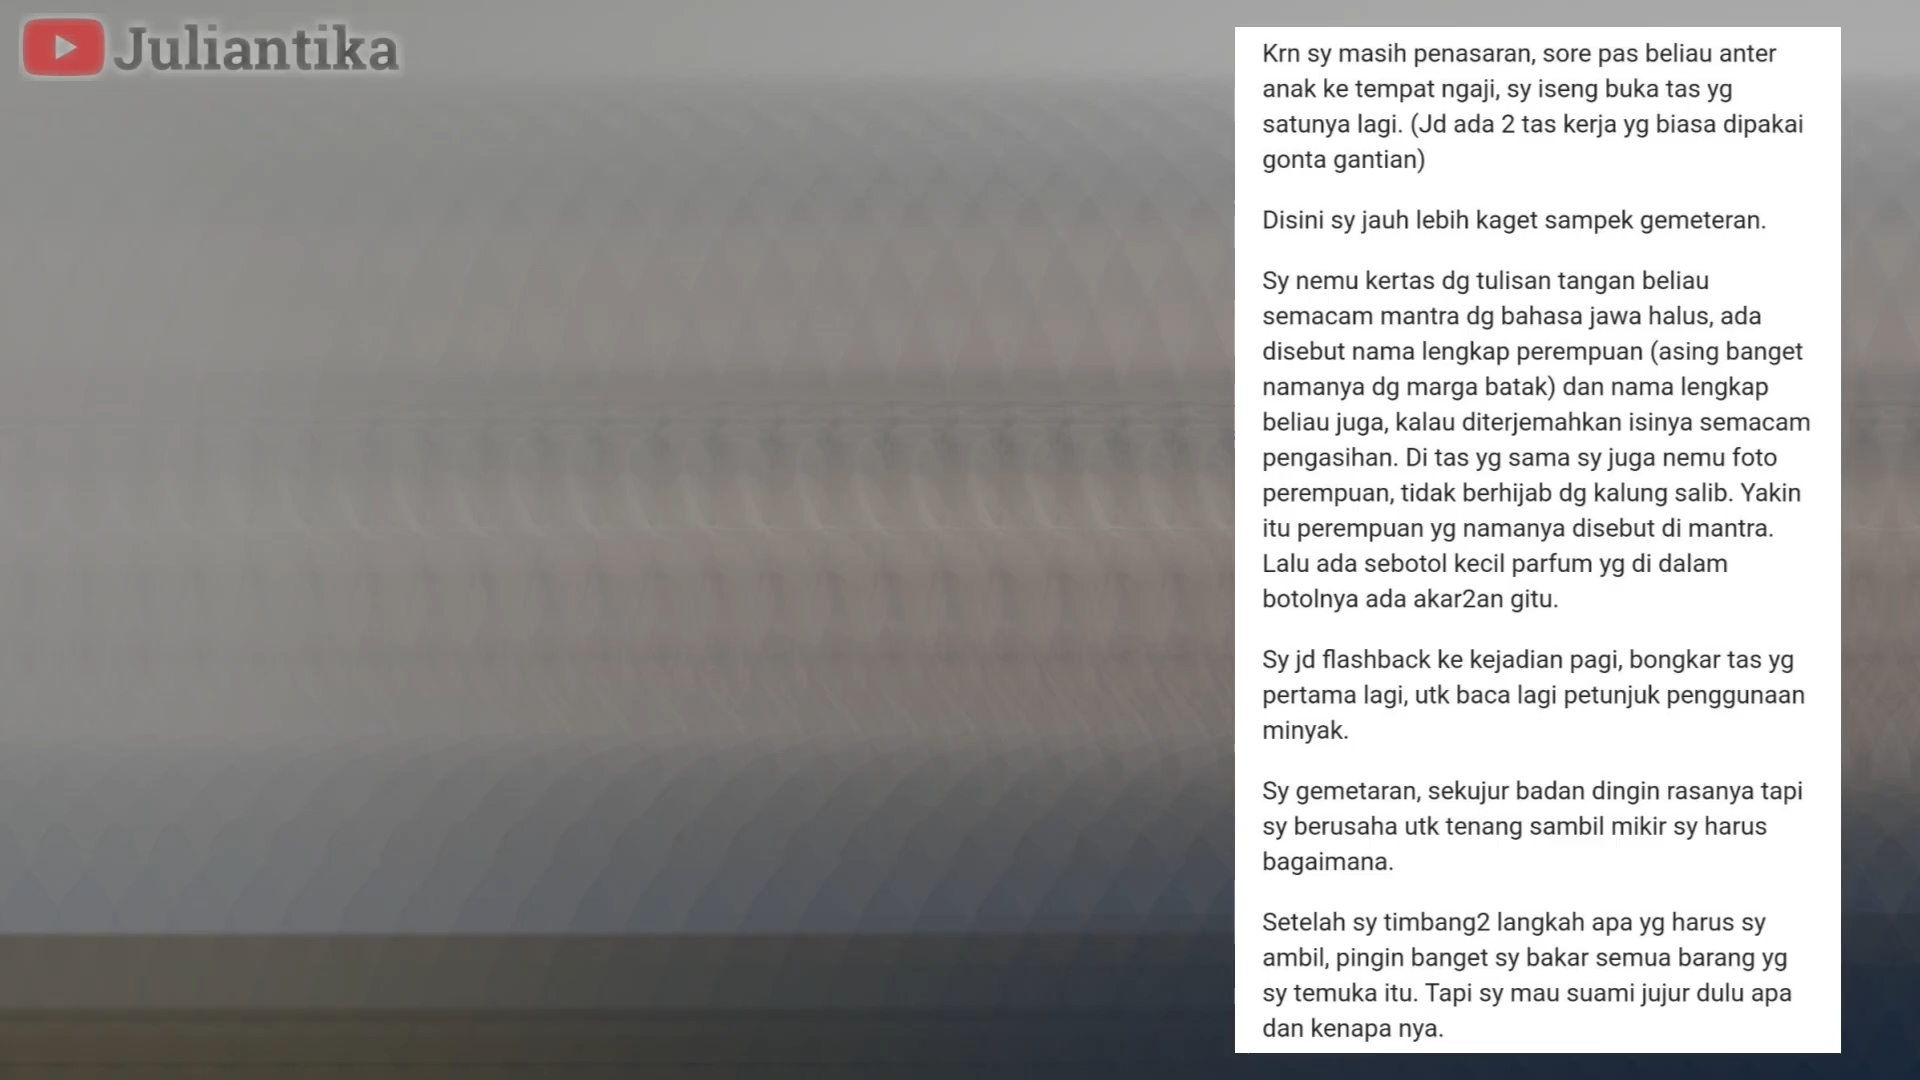 Juliantika
Krn sy masih penasaran, sore pas beliau anter
anak ke tempat ngaji, sy iseng buka tas yg
satunya lagi. (Jd ada 2 tas kerja yg biasa dipakai
gonta gantian)
Disini sy jauh lebih kaget sampek gemeteran.
Sy nemu kertas dg tulisan tangan beliau
semacam mantra dg bahasa jawa halus, ada
disebut nama lengkap perempuan (asing banget
namanya dg marga batak) dan nama lengkap
beliau juga, kalau diterjemahkan isinya semacam
pengasihan. Di tas yg sama sy juga nemu foto
perempuan, tidak berhijab dg kalung salib. Yakin
itu perempuan yg namanya disebut di mantra.
Lalu ada sebotol kecil parfum yg di dalam
botolnya ada akar2an gitu.
Sy jd flashback ke kejadian pagi, bongkar tas yg
pertama lagi, utk baca lagi petunjuk penggunaan
minyak.
Sy gemetaran, sekujur badan dingin rasanya tapi
sy berusaha utk tenang sambil mikir sy harus
bagaimana.
Setelah sy timbang2 langkah apa yg harus sy
ambil, pingin banget sy bakar semua barang yg
sy temuka itu. Tapi sy mau suami jujur dulu apa
dan kenapa nya.